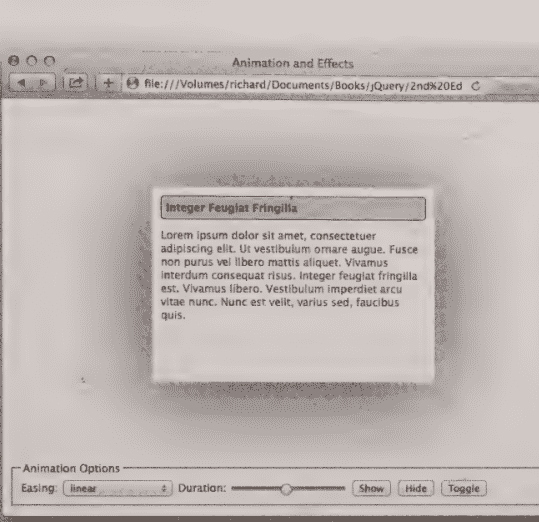 Animation and Effects
file:///Volumes/richard/Documents/Books/jQuery/2nd%20Ed
Integer Feugiat Fringilla
Lorem ipsum dolor sit amet, consectetuer
adipiscing elit. Ut vestibulum ornare augue. Fusce
non purus vel libero mattis aliquet. Vivamus
interdum consequat risus. Integer feugiat fringilla
est. Vivamus libero. Vestibulum imperdiet arcu
vitae nunc. Nunc est velit, varius sed, faucibus
quis.
Animation Options
Easing: linear Duration: Show Hide Toggle